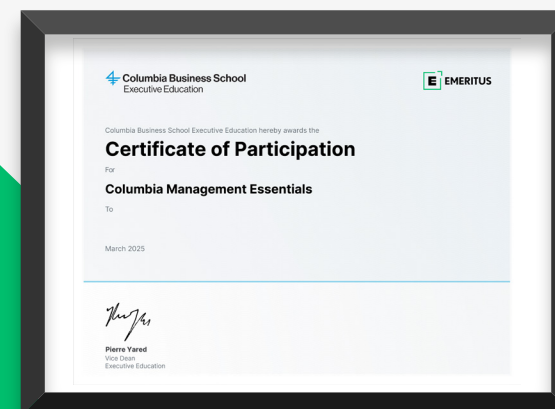 Columbia Business School
Executive Education
E EMERITUS
Columbia Business School Executive Education hereby awards the
Certificate of Participation
For
Columbia Management Essentials
To
March 2025
Pierre Yared
Vice Dean
Executive Education